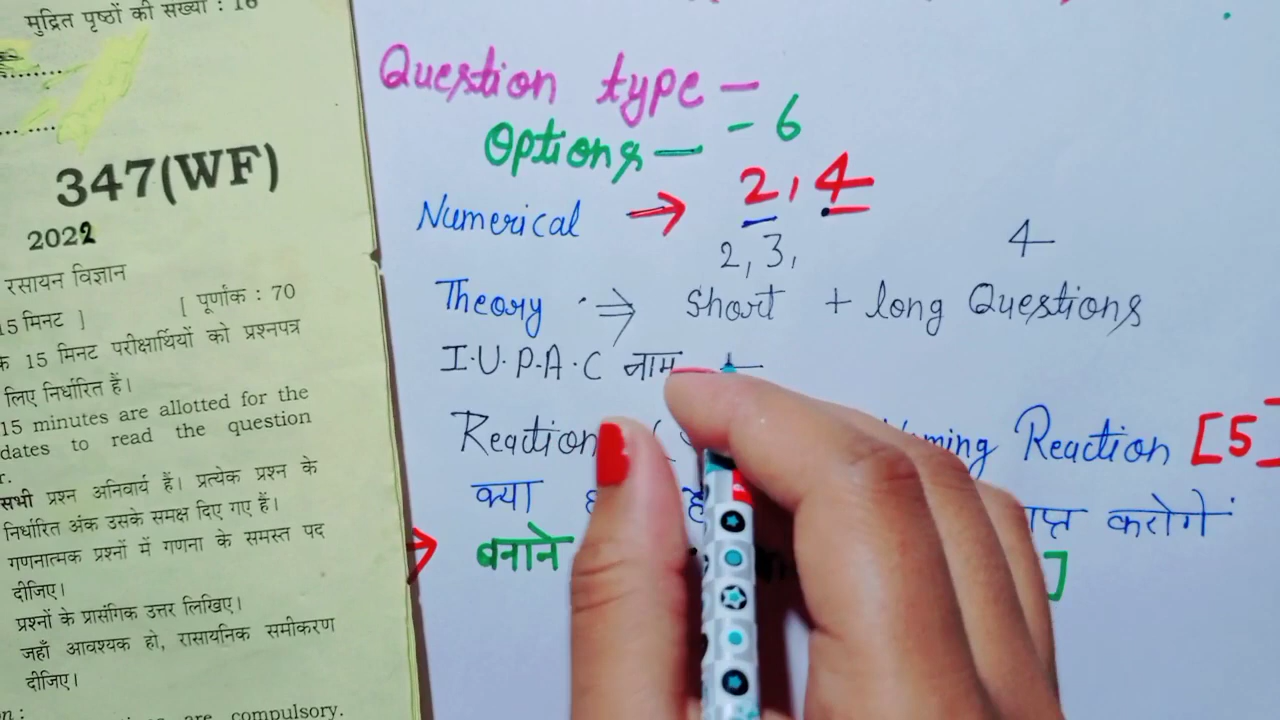 मुद्रित पृष्ठों की संख्या : 16
347(WF)
2022
रसायन विज्ञान
15 मिनट ] [ पूर्णांक : 70
15 मिनट परीक्षार्थियों को प्रश्नपत्र
लिए निर्धारित हैं।
15 minutes are allotted for the
dates to read the question
सभी प्रश्न अनिवार्य हैं। प्रत्येक प्रश्न के
निर्धारित अंक उसके समक्ष दिए गए हैं।
गणनात्मक प्रश्नों में गणना के समस्त पद
दीजिए।
प्रश्नों के प्रासंगिक उत्तर लिखिए।
जहाँ आवश्यक हो, रासायनिक समीकरण
दीजिए।
are compulsory.
Question type -
Options - - 6
Numerical → 2, 4
2, 3, 4
Theory ⇒ Short + long Questions
I.U.P.A.C नाम
Reaction Reaction [5]
क्या करोगें
बनाने ]